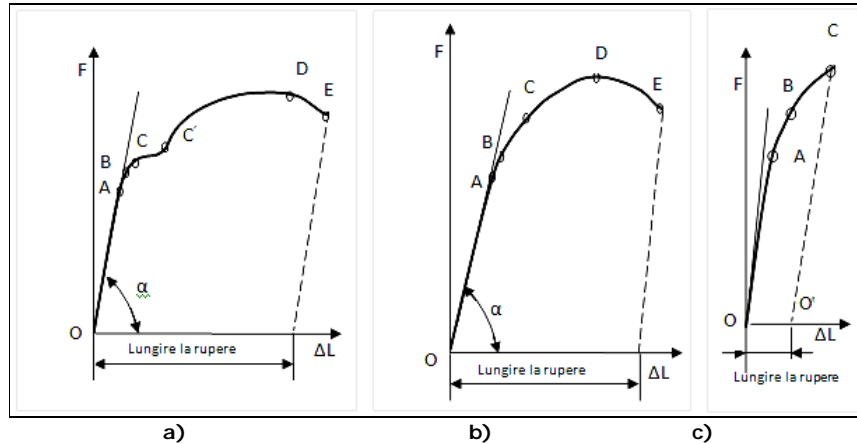 F
D
E
C
C´
B
A
α
O
Lungire la rupere
ΔL
a)
F
D
C
E
B
A
α
O
Lungire la rupere
ΔL
b)
C
F
B
A
O
O'
ΔL
Lungire la rupere
c)